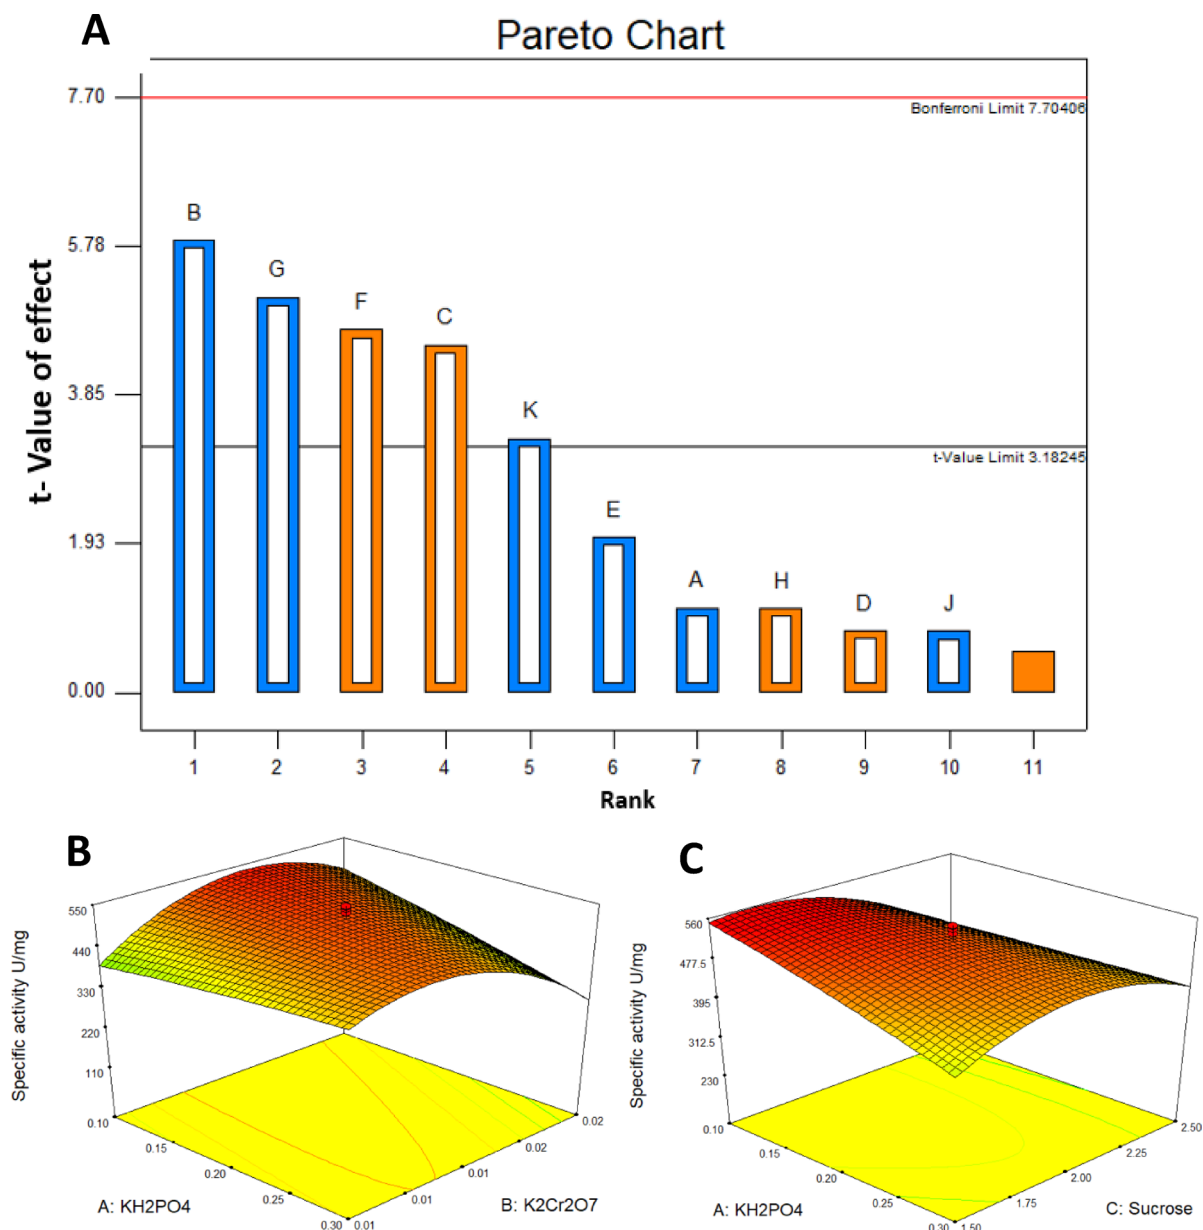 A
Pareto Chart
7.70
Bonferroni Limit 7.70406
B
5.78
G
F
C
3.85
K
t-Value Limit 3.18245
E
1.93
A
H
D
J
0.00
t- Value of effect
1 2 3 4 5 6 7 8 9 10 11
Rank
B
550
440
330
220
110
Specific activity U/mg
0.10
0.15
0.20
0.25
0.30
A: KH2PO4
0.01
0.01
0.01
0.02
0.02
B: K2Cr2O7
C
560
477.5
395
312.5
230
Specific activity U/mg
0.10
0.15
0.20
0.25
0.30
A: KH2PO4
1.50
1.75
2.00
2.25
2.50
C: Sucrose